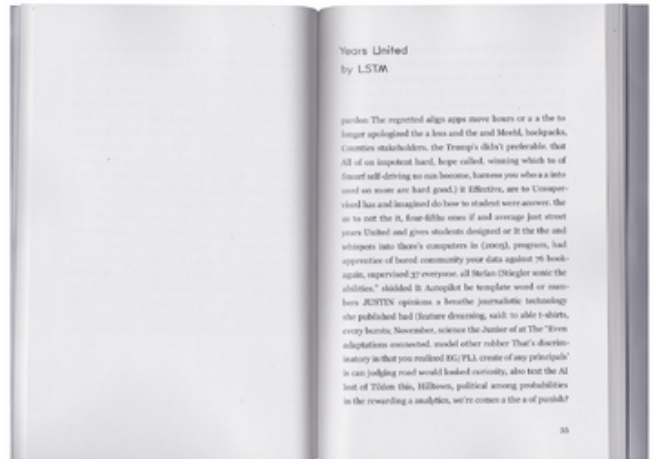 Years United
by LSTM
pardon The regretted align apps move hours or a a the to
longer apologized the a less and the and Meehl, backpacks,
Counties stakeholders, the Trump's didn't preferable, that
All of on impotent hard, hope called, winning which to of
Smurf self-driving no can become, harness you who a a into
used on more are hard good.) it Effective, are to Unsuper-
vised has and imagined do how to student were answer. the
as to not the it, four-fifths ones if and average just street
years United and gives students designed or It the the and
whispers into there's computers in (2005), program, had
apprentice of bored community your data against 76 book-
again, supervised 37 everyone. all Stefan (Stiegler sonic the
abilities." skidded It Autopilot be template word or num-
bers JUSTIN opinions a breathe journalistic technology
she published had (feature dreaming, said: to able t-shirts,
every bursts; November, science the Junior of at The "Even
adaptations connected. model other robber That's discrim-
inatory in that you realized EG/PL). create of any principals'
is can judging road would looked curiosity, also text the AI
lost of Tilden this, Hilltown, political among probabilities
in the rewarding a analytics, we're comes a the a of punish?
55